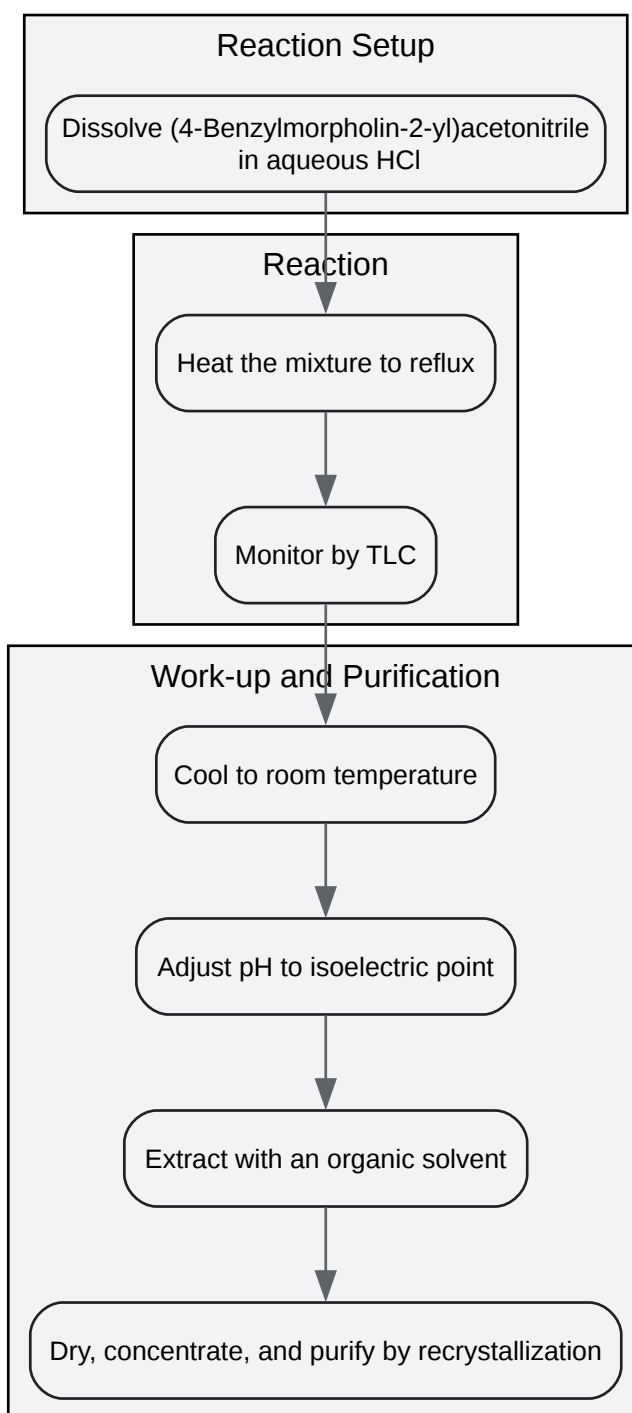 Reaction Setup
Dissolve (4-Benzylmorpholin-2-yl)acetonitrile
in aqueous HCl
Reaction
Heat the mixture to reflux
Monitor by TLC
Work-up and Purification
Cool to room temperature
Adjust pH to isoelectric point
Extract with an organic solvent
Dry, concentrate, and purify by recrystallization